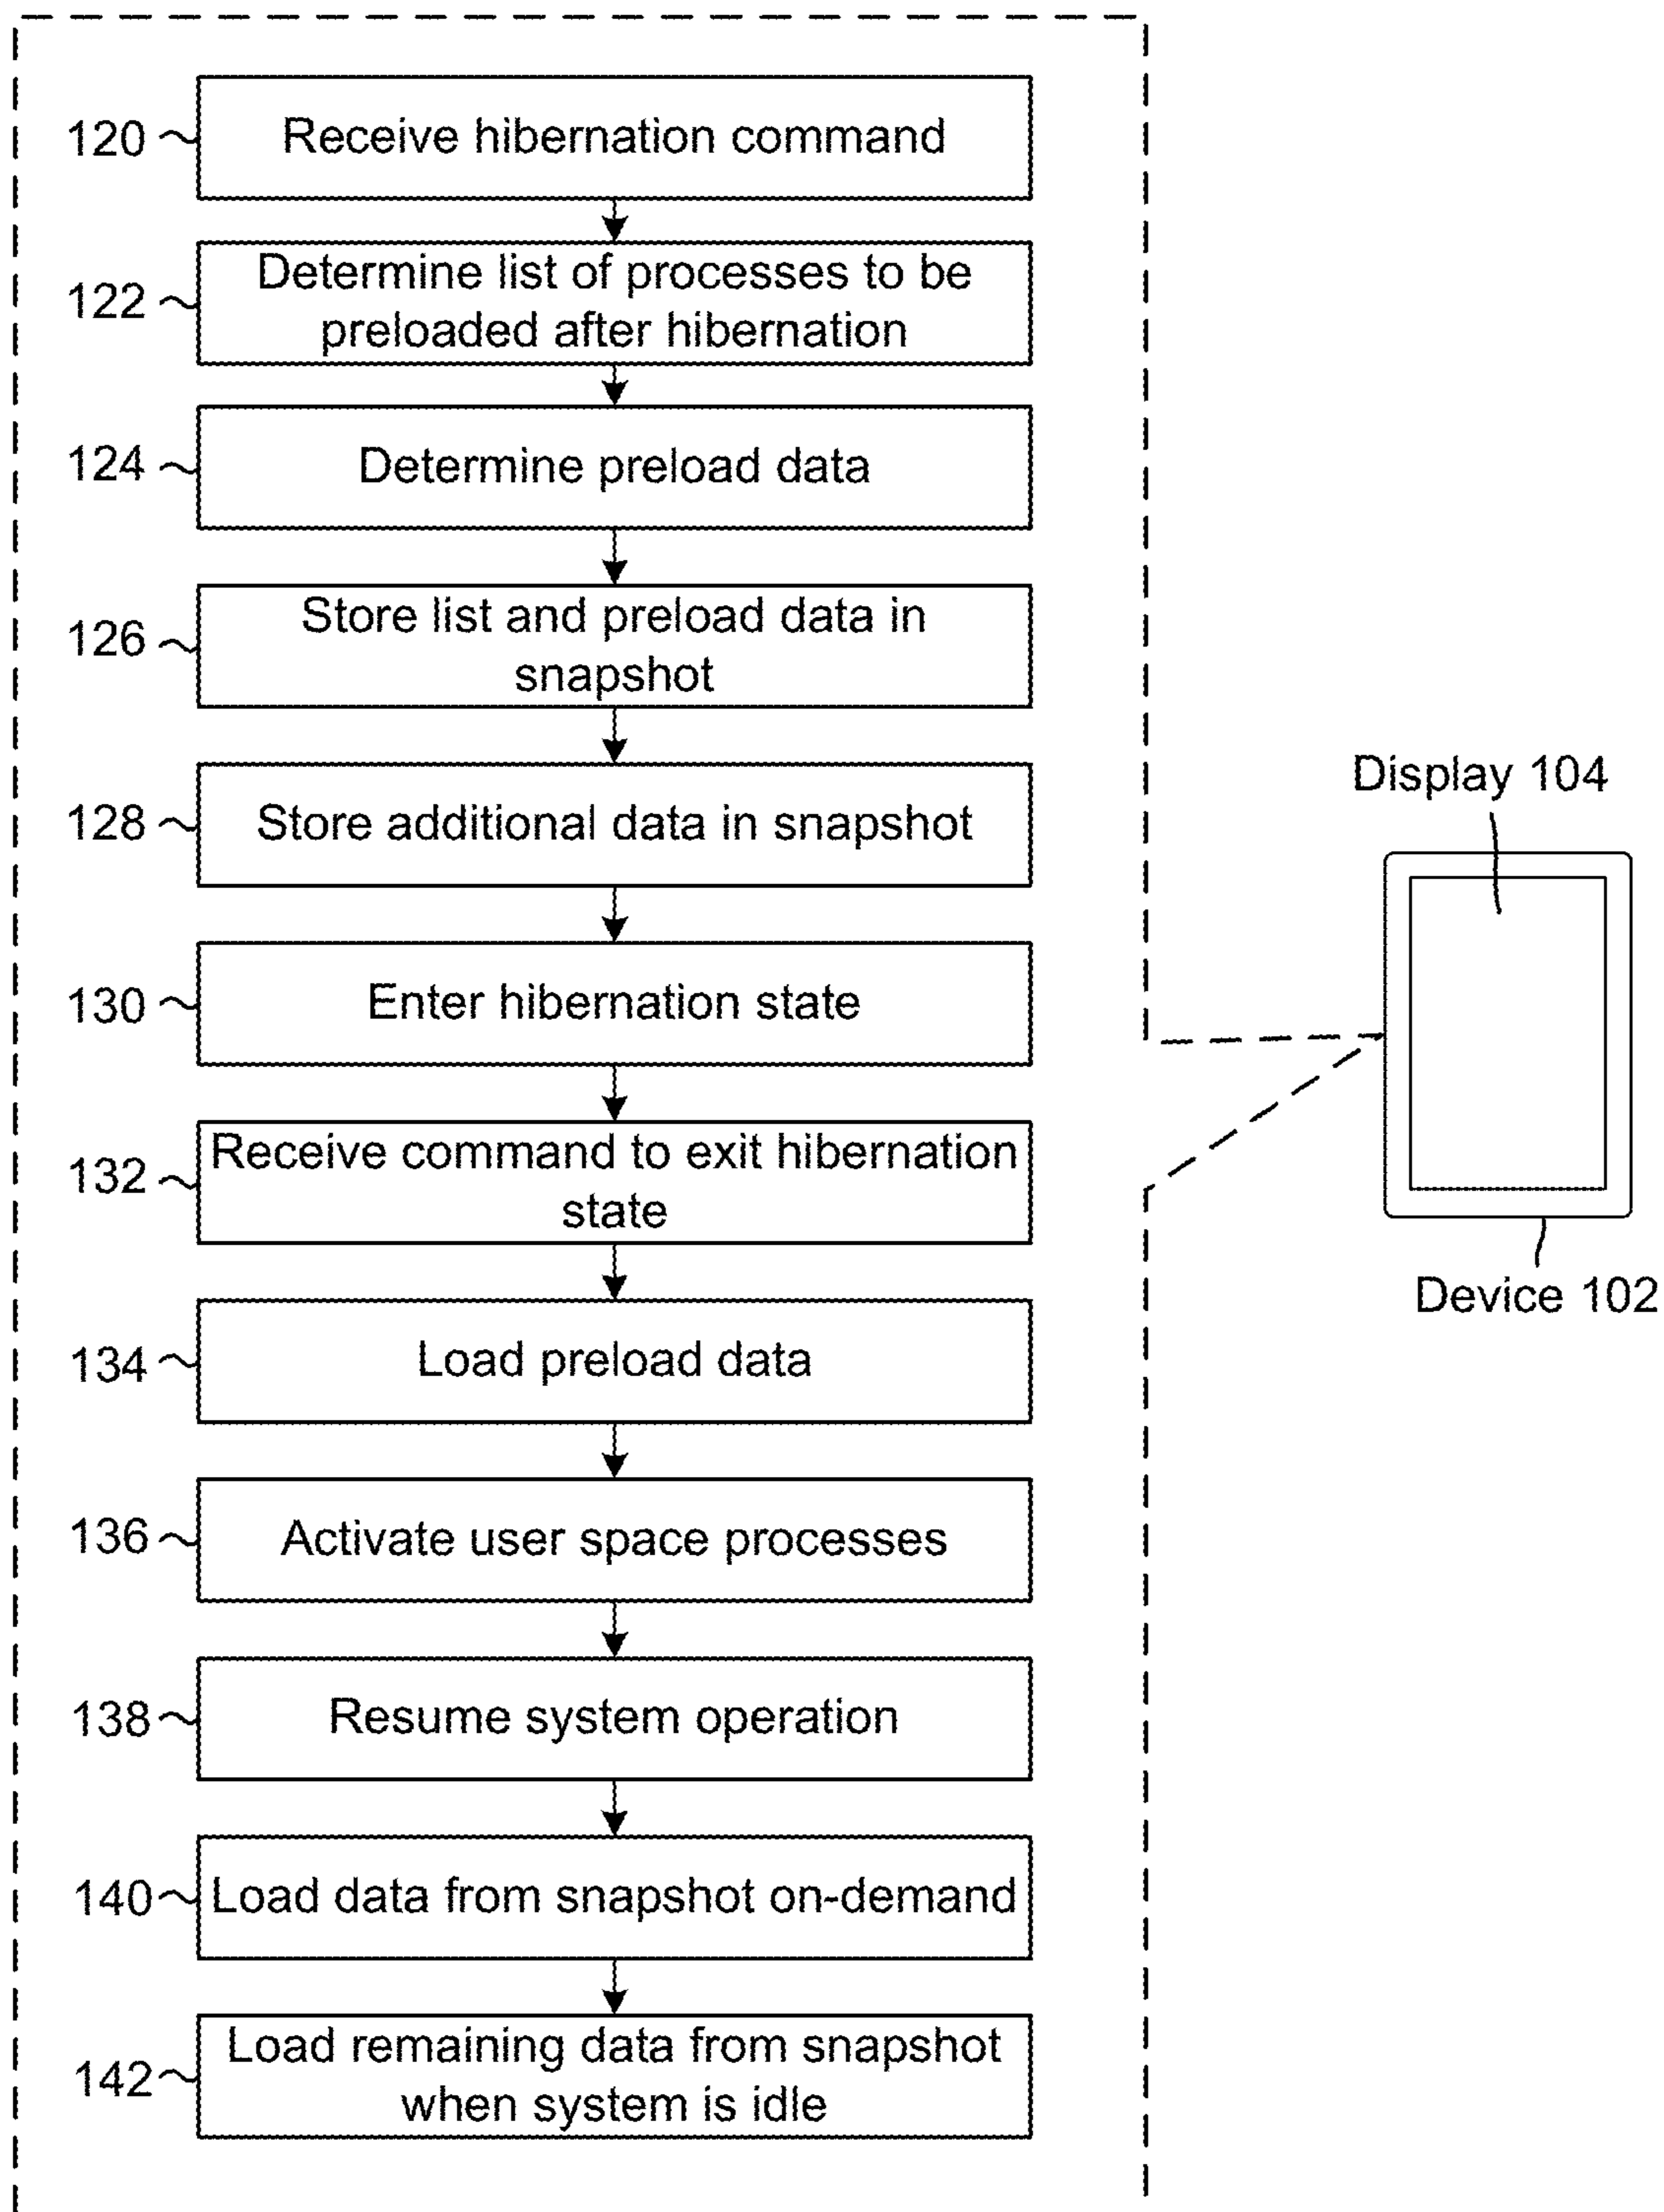 120
Receive hibernation command
122
Determine list of processes to be
preloaded after hibernation
124
Determine preload data
126
Store list and preload data in
snapshot
128
Store additional data in snapshot
130
Enter hibernation state
132
Receive command to exit hibernation
state
134
Load preload data
136
Activate user space processes
138
Resume system operation
140
Load data from snapshot on-demand
142
Load remaining data from snapshot
when system is idle
Display 104
Device 102